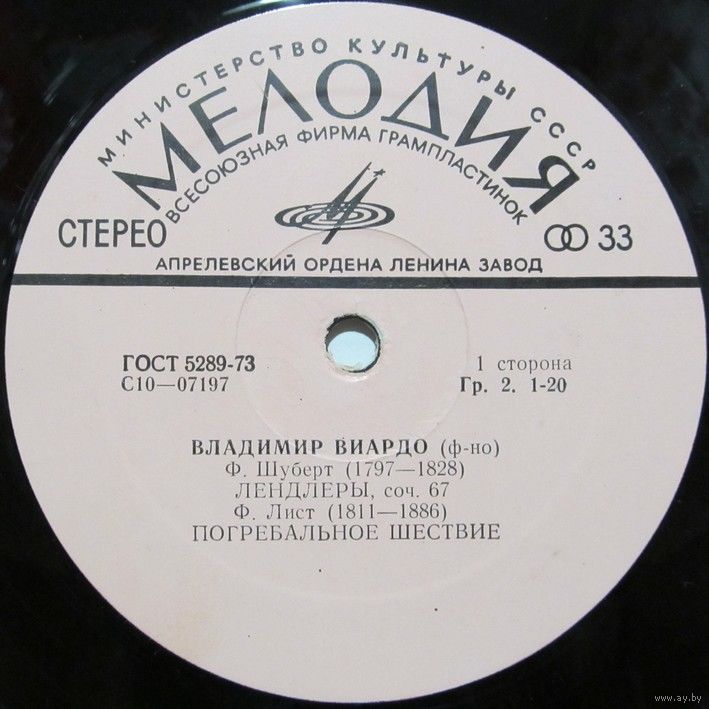 МИНИСТЕРСТВО КУЛЬТУРЫ СССР
МЕЛОДИЯ
ВСЕСОЮЗНАЯ ФИРМА ГРАМПЛАСТИНОК
СТЕРЕО
33
АПРЕЛЕВСКИЙ ОРДЕНА ЛЕНИНА ЗАВОД
ГОСТ 5289-73
С10—07197
1 сторона
Гр. 2. 1-20
ВЛАДИМИР ВИАРДО (ф-но)
Ф. Шуберт (1797—1828)
ЛЕНДЛЕРЫ, соч. 67
Ф. Лист (1811—1886)
ПОГРЕБАЛЬНОЕ ШЕСТВИЕ
www.ay.by